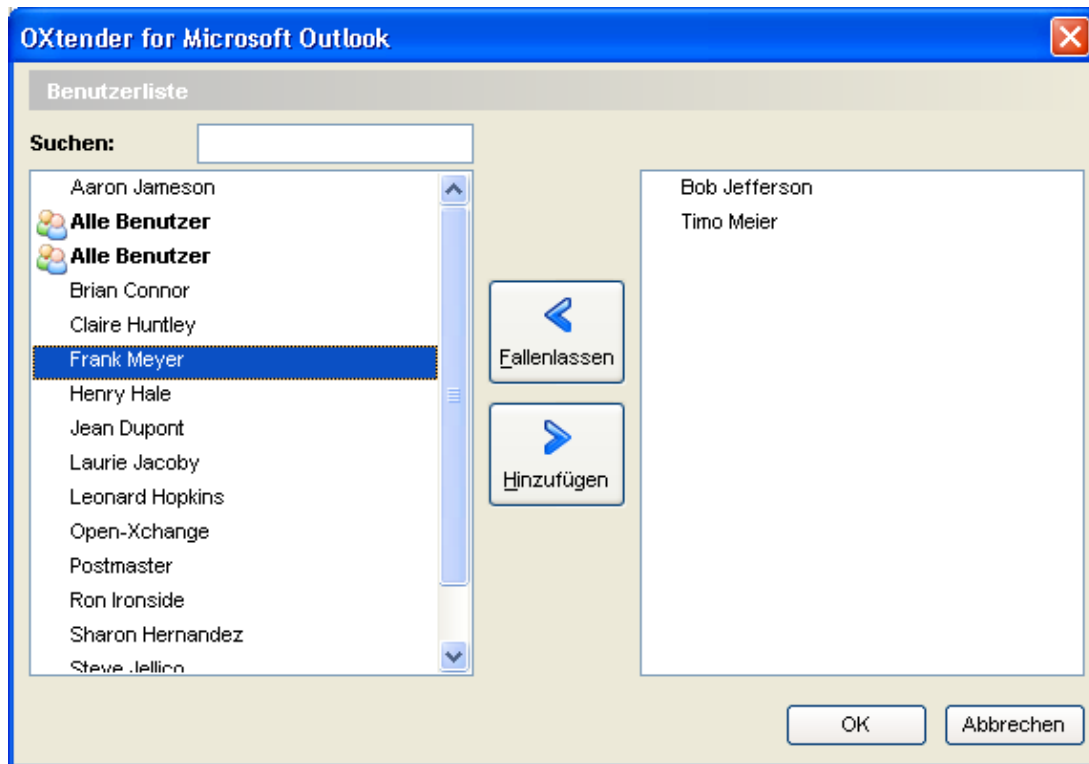 OXtender for Microsoft Outlook
Benutzerliste
Suchen:
Aaron Jameson
Alle Benutzer
Alle Benutzer
Brian Connor
Claire Huntley
Frank Meyer
Henry Hale
Jean Dupont
Laurie Jacoby
Leonard Hopkins
Open-Xchange
Postmaster
Ron Ironside
Sharon Hernandez
Steve Jellico
Fallenlassen
Hinzufügen
Bob Jefferson
Timo Meier
OK
Abbrechen